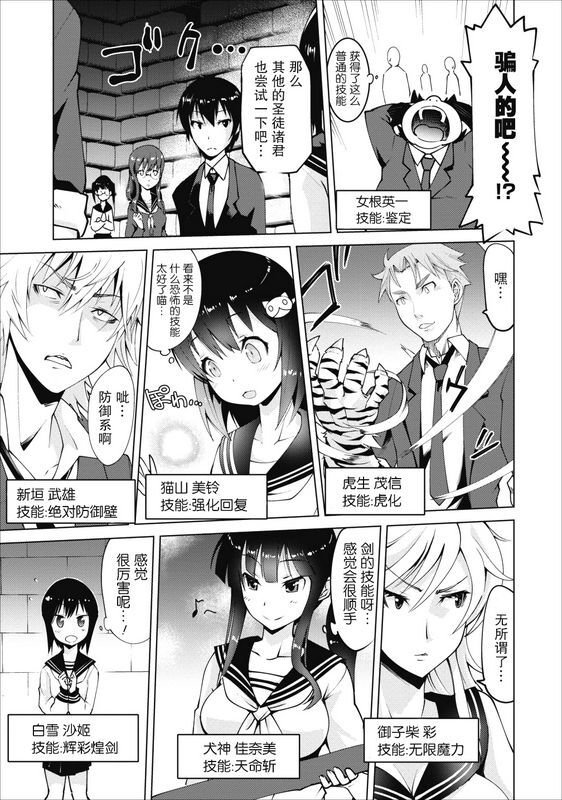 骗人的吧～～～!?
获得了这么
普通的技能
女根英一
技能:鉴定
那么
其他的圣徒诸君
也尝试一下吧…
ゴゴ…
嘿…
虎生 茂信
技能:虎化
看来不是
什么恐怖的技能
太好了喵…
ぽわ…
猫山 美铃
技能:强化回复
呲…
防御系啊
新垣 武雄
技能:绝对防御壁
无所谓了…
御子柴 彩
技能:无限魔力
剑的技能呀…
感觉会很顺手
犬神 佳奈美
技能:天命斩
感觉
很厉害呢…!
白雪 沙姬
技能:辉彩煌剑